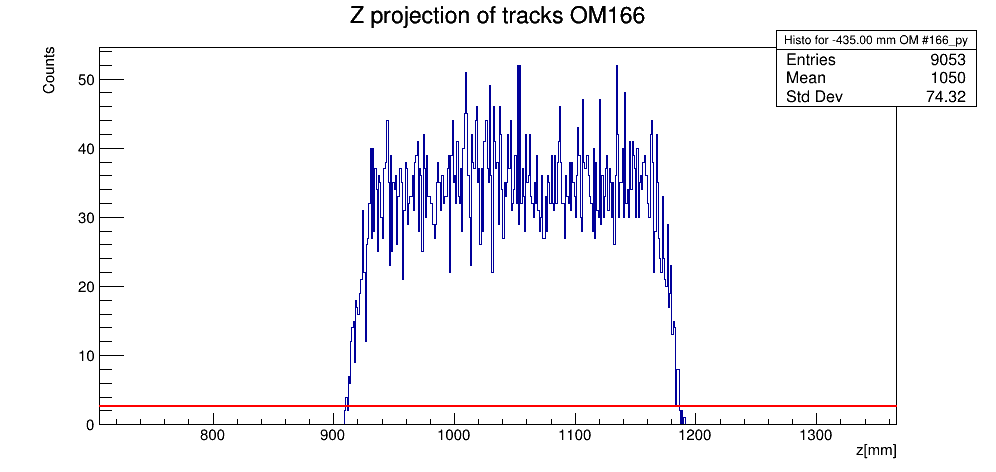 Z projection of tracks OM166
Histo for -435.00 mm OM #166_py
Entries 9053
Mean 1050
Std Dev 74.32
Counts
50
40
30
20
10
0
800 900 1000 1100 1200 1300
z[mm]